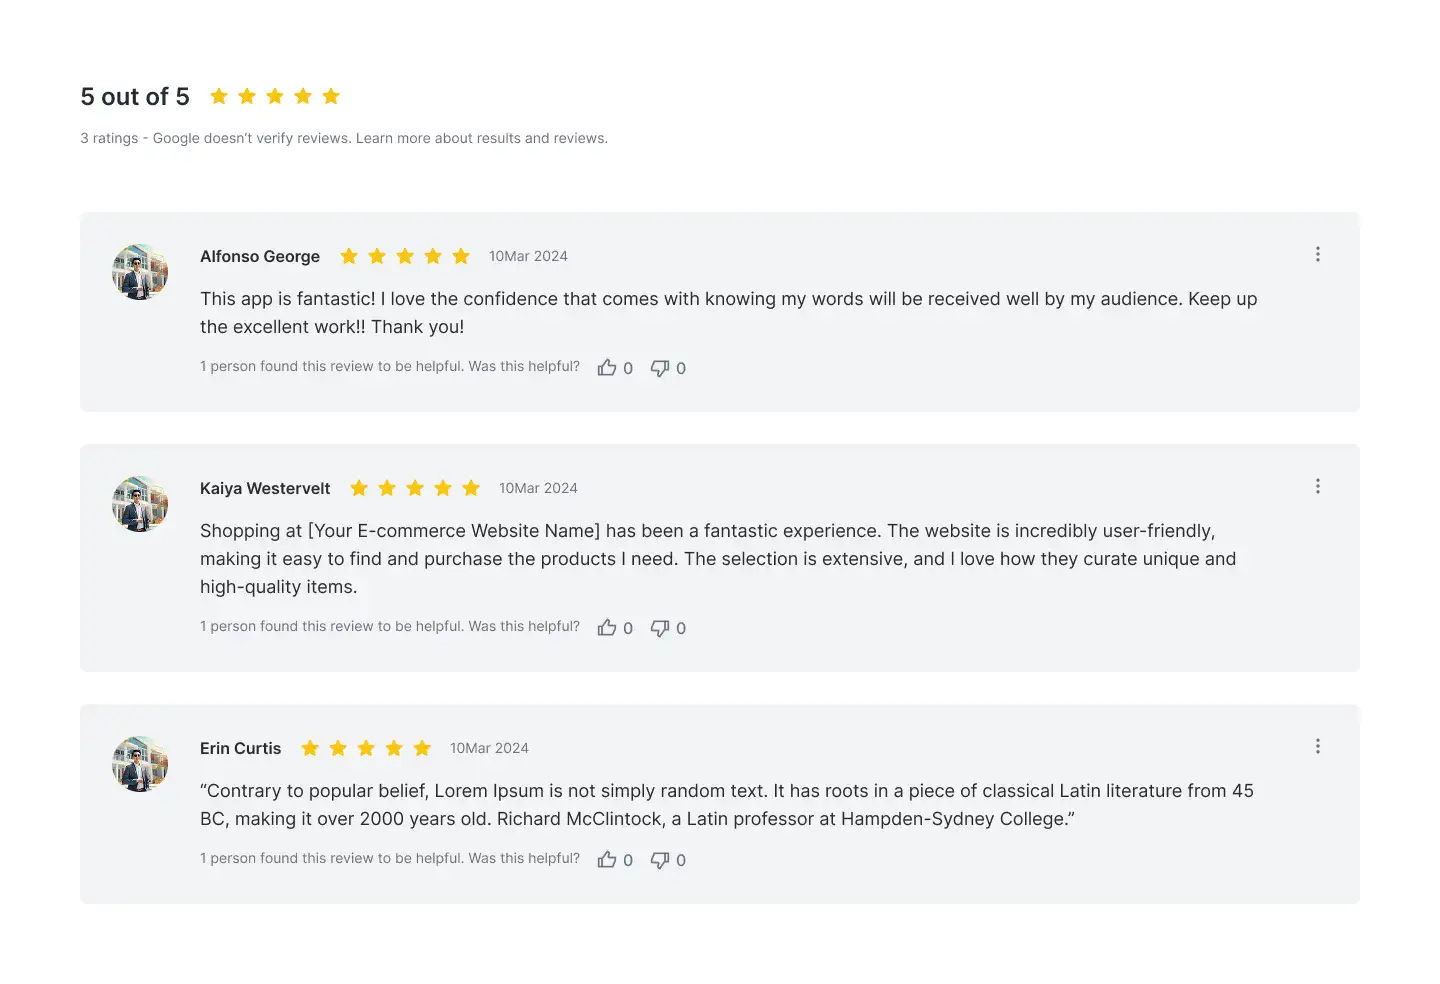 5 out of 5
3 ratings - Google doesn't verify reviews. Learn more about results and reviews.
Alfonso George 10Mar 2024
This app is fantastic! I love the confidence that comes with knowing my words will be received well by my audience. Keep up
the excellent work!! Thank you!
1 person found this review to be helpful. Was this helpful? 0 0
Kaiya Westervelt 10Mar 2024
Shopping at [Your E-commerce Website Name] has been a fantastic experience. The website is incredibly user-friendly,
making it easy to find and purchase the products I need. The selection is extensive, and I love how they curate unique and
high-quality items.
1 person found this review to be helpful. Was this helpful? 0 0
Erin Curtis 10Mar 2024
“Contrary to popular belief, Lorem Ipsum is not simply random text. It has roots in a piece of classical Latin literature from 45
BC, making it over 2000 years old. Richard McClintock, a Latin professor at Hampden-Sydney College.”
1 person found this review to be helpful. Was this helpful? 0 0